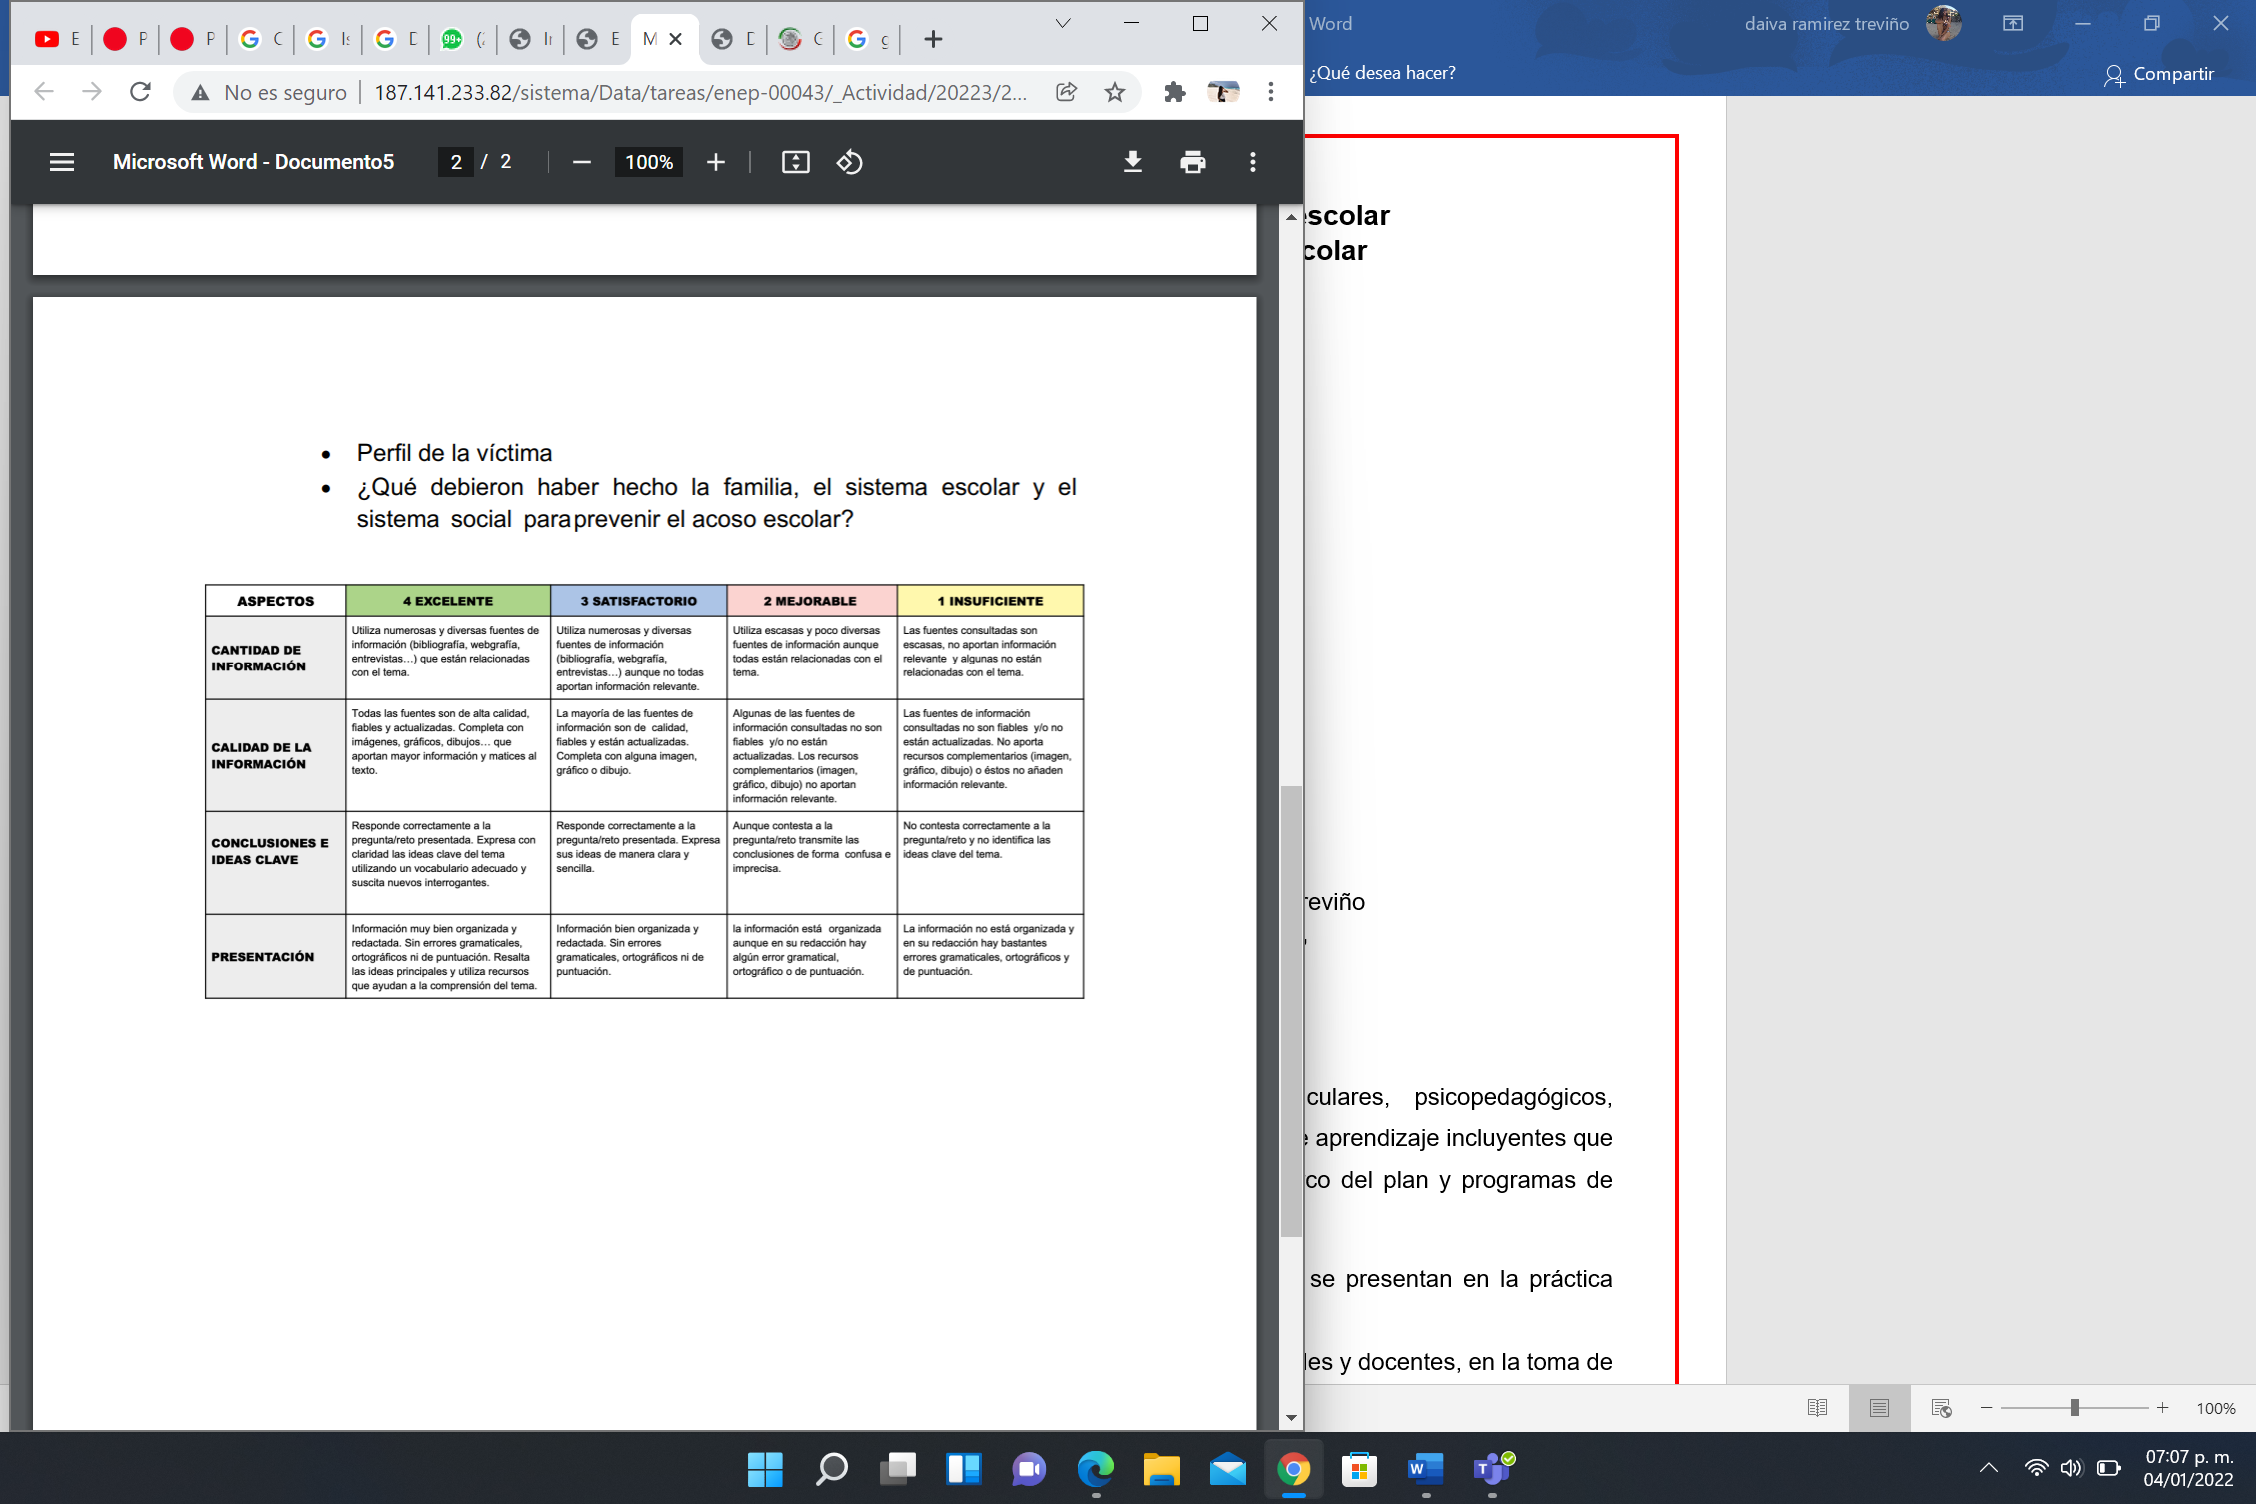 E
P
P
G
Is
D
99+
(2
In
E
M
D
G
g
No es seguro
187.141.233.82/sistema/Data/tareas/enep-00043/_Actividad/20223/2...
Microsoft Word - Documento5
2 / 2
100%
Word
daiva ramirez treviño
¿Qué desea hacer?
Compartir
Perfil de la víctima
¿Qué debieron haber hecho la familia, el sistema escolar y el
sistema social para prevenir el acoso escolar?
ASPECTOS
4 EXCELENTE
3 SATISFACTORIO
2 MEJORABLE
1 INSUFICIENTE
CANTIDAD DE
INFORMACIÓN
Utiliza numerosas y diversas fuentes de
información (bibliografía, webgrafía,
entrevistas...) que están relacionadas
con el tema.
Utiliza numerosas y diversas
fuentes de información
(bibliografía, webgrafía,
entrevistas...) aunque no todas
aportan información relevante.
Utiliza escasas y poco diversas
fuentes de información aunque
todas están relacionadas con el
tema.
Las fuentes consultadas son
escasas, no aportan información
relevante y algunas no están
relacionadas con el tema.
CALIDAD DE LA
INFORMACIÓN
Todas las fuentes son de alta calidad,
fiables y actualizadas. Completa con
imágenes, gráficos, dibujos... que
aportan mayor información y matices al
texto.
La mayoría de las fuentes de
información son de calidad,
fiables y están actualizadas.
Completa con alguna imagen,
gráfico o dibujo.
Algunas de las fuentes de
información consultadas no son
fiables y/o no están
actualizadas. Los recursos
complementarios (imagen,
gráfico, dibujo) no aportan
información relevante.
Las fuentes de información
consultadas no son fiables y/o no
están actualizadas. No aporta
recursos complementarios (imagen,
gráfico, dibujo) o éstos no añaden
información relevante.
CONCLUSIONES E
IDEAS CLAVE
Responde correctamente a la
pregunta/reto presentada. Expresa con
claridad las ideas clave del tema
utilizando un vocabulario adecuado y
suscita nuevos interrogantes.
Responde correctamente a la
pregunta/reto presentada. Expresa
sus ideas de manera clara y
sencilla.
Aunque contesta a la
pregunta/reto transmite las
conclusiones de forma confusa e
imprecisa.
No contesta correctamente a la
pregunta/reto y no identifica las
ideas clave del tema.
PRESENTACIÓN
Información muy bien organizada y
redactada. Sin errores gramaticales,
ortográficos ni de puntuación. Resalta
las ideas principales y utiliza recursos
que ayudan a la comprensión del tema.
Información bien organizada y
redactada. Sin errores
gramaticales, ortográficos ni de
puntuación.
la información está organizada
aunque en su redacción hay
algún error gramatical,
ortográfico o de puntuación.
La información no está organizada y
en su redacción hay bastantes
errores gramaticales, ortográficos y
de puntuación.
escolar
colar
reviño
culares, psicopedagógicos,
e aprendizaje incluyentes que
co del plan y programas de
se presentan en la práctica
les y docentes, en la toma de
100%
07:07 p. m.
04/01/2022